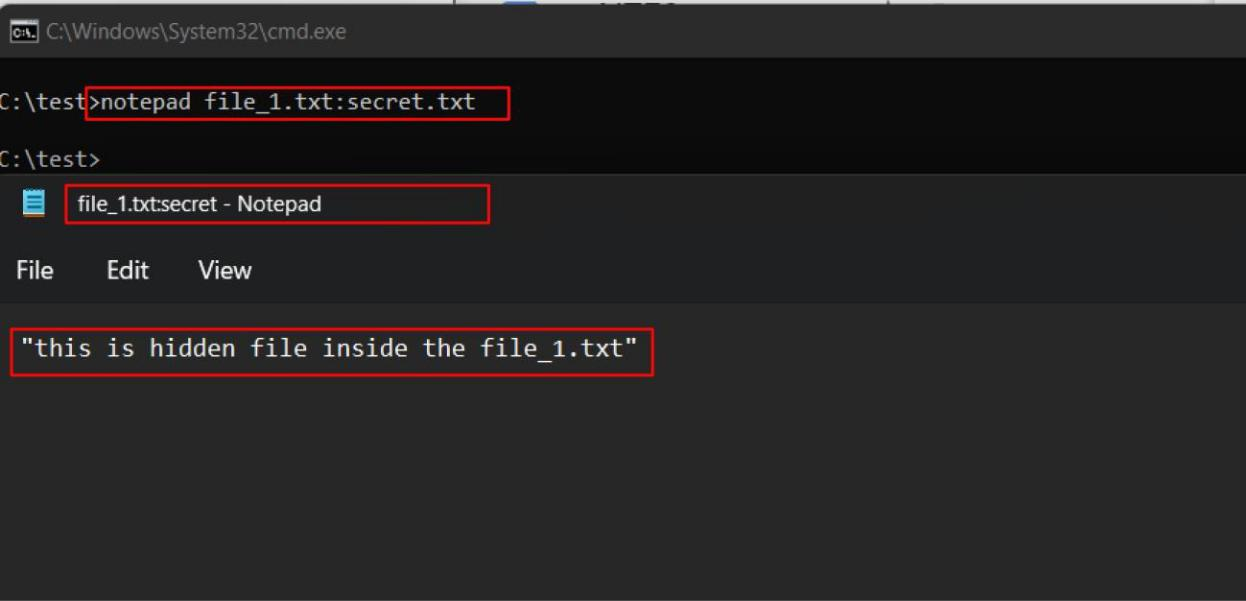 C:\Windows\System32\cmd.exe
C:\test>notepad file_1.txt:secret.txt
C:\test>
file_1.txt:secret - Notepad
File Edit View
"this is hidden file inside the file_1.txt"